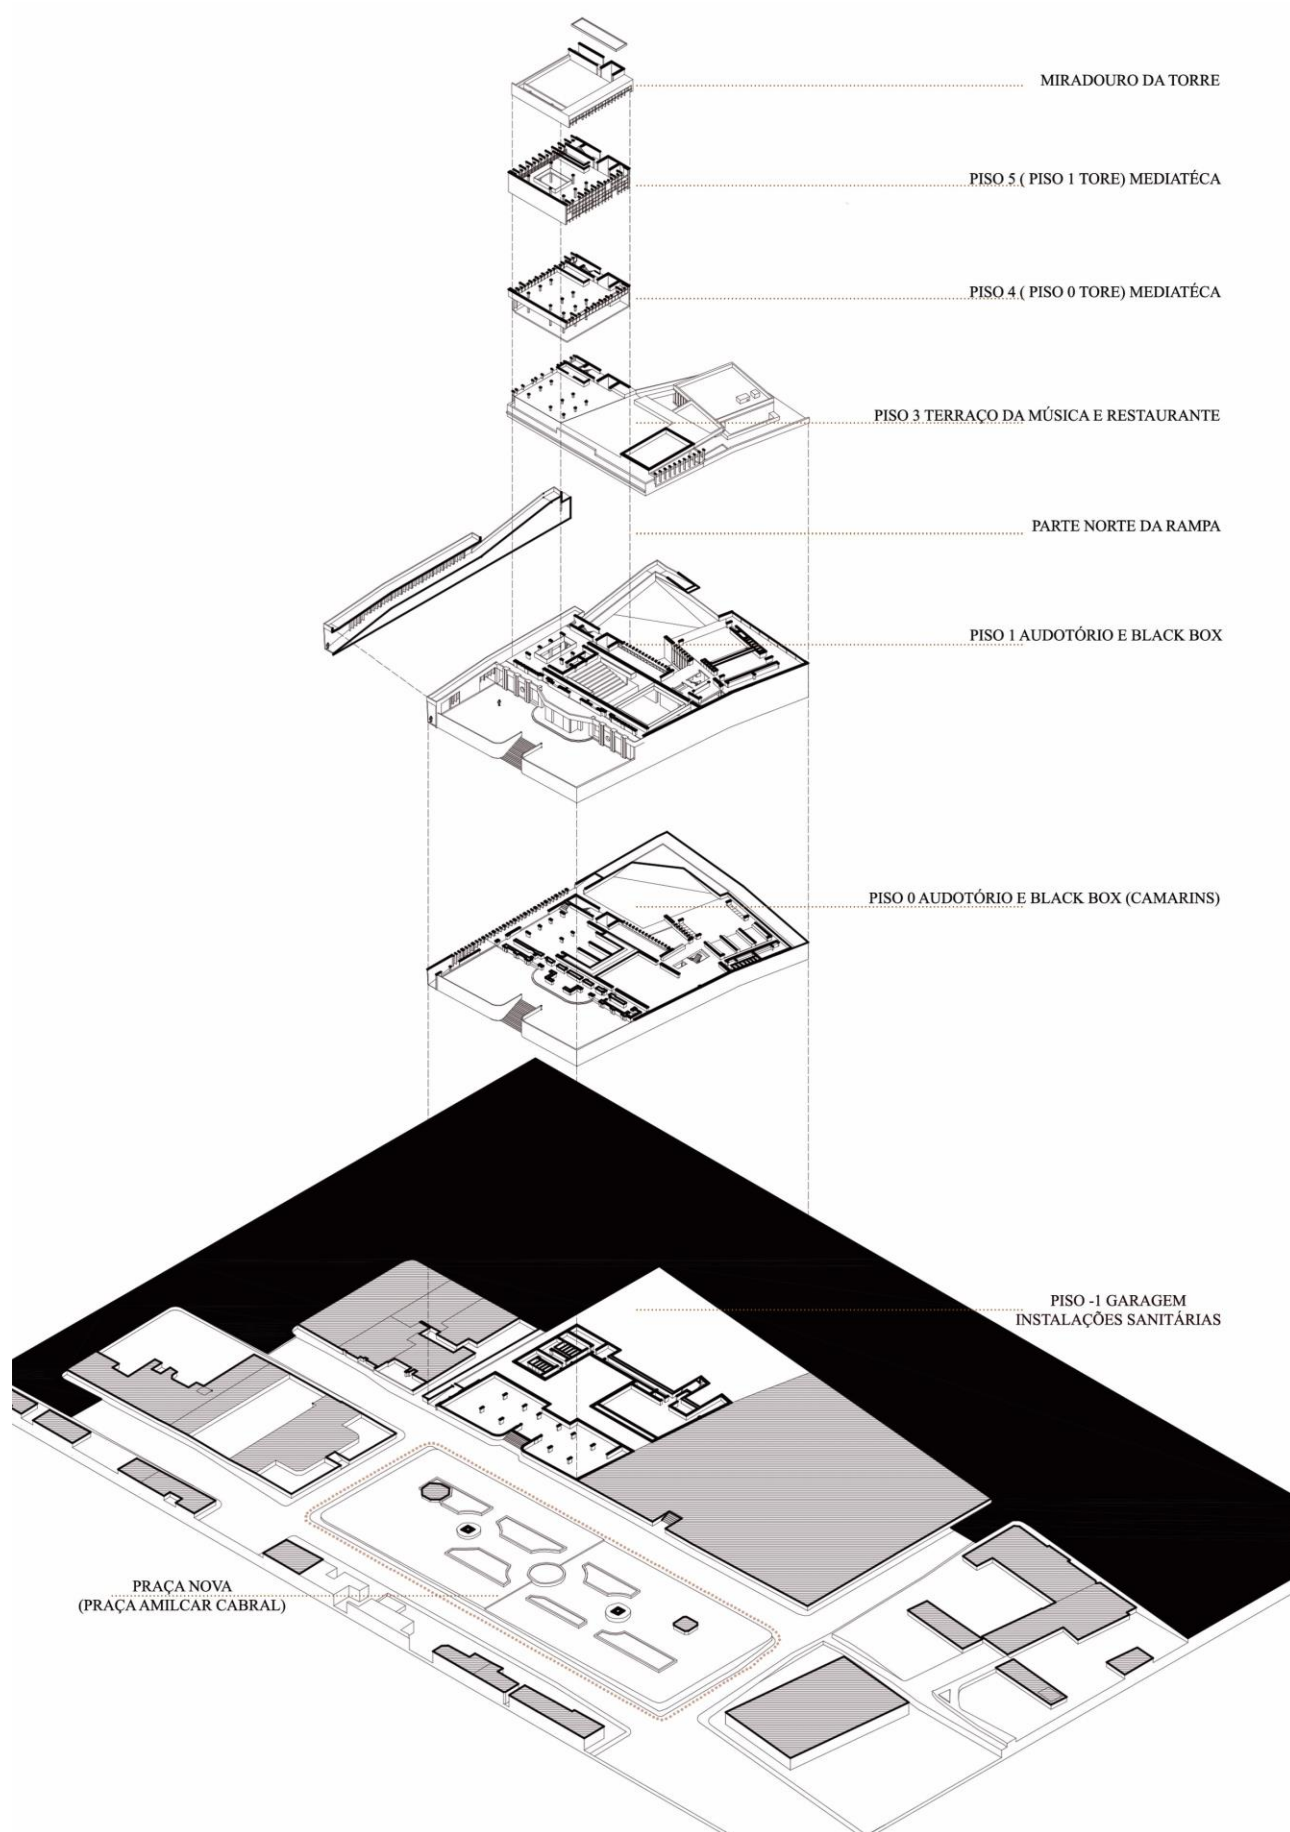 MIRADOURO DA TORRE
PISO 5 ( PISO 1 TORE) MEDIATÉCA
PISO 4 ( PISO 0 TORE) MEDIATÉCA
PISO 3 TERRAÇO DA MÚSICA E RESTAURANTE
PARTE NORTE DA RAMPA
PISO 1 AUDOTÓRIO E BLACK BOX
PISO 0 AUDOTÓRIO E BLACK BOX (CAMARINS)
PISO -1 GARAGEM
INSTALAÇÕES SANITÁRIAS
PRAÇA NOVA
(PRAÇA AMILCAR CABRAL)